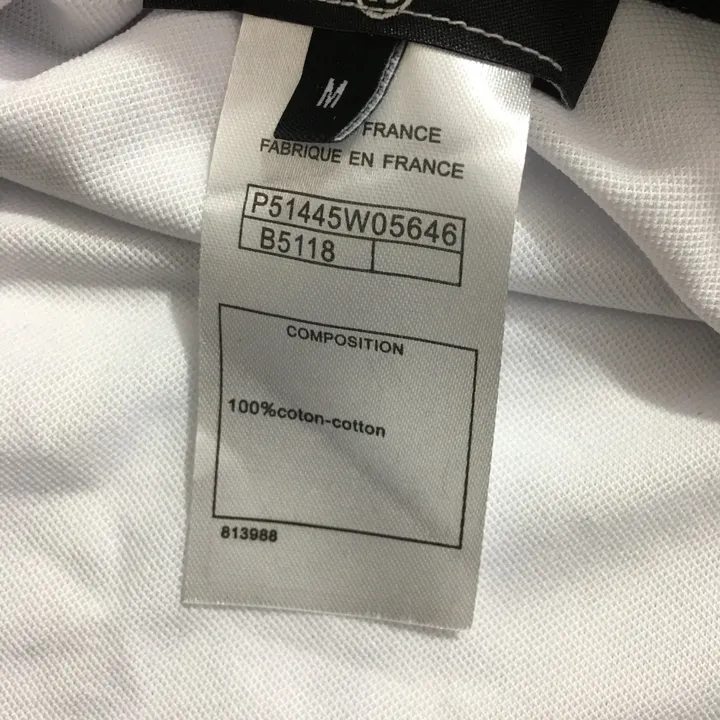 M
FRANCE
FABRIQUE EN FRANCE
P51445W05646
B5118
COMPOSITION
100%coton-cotton
813988